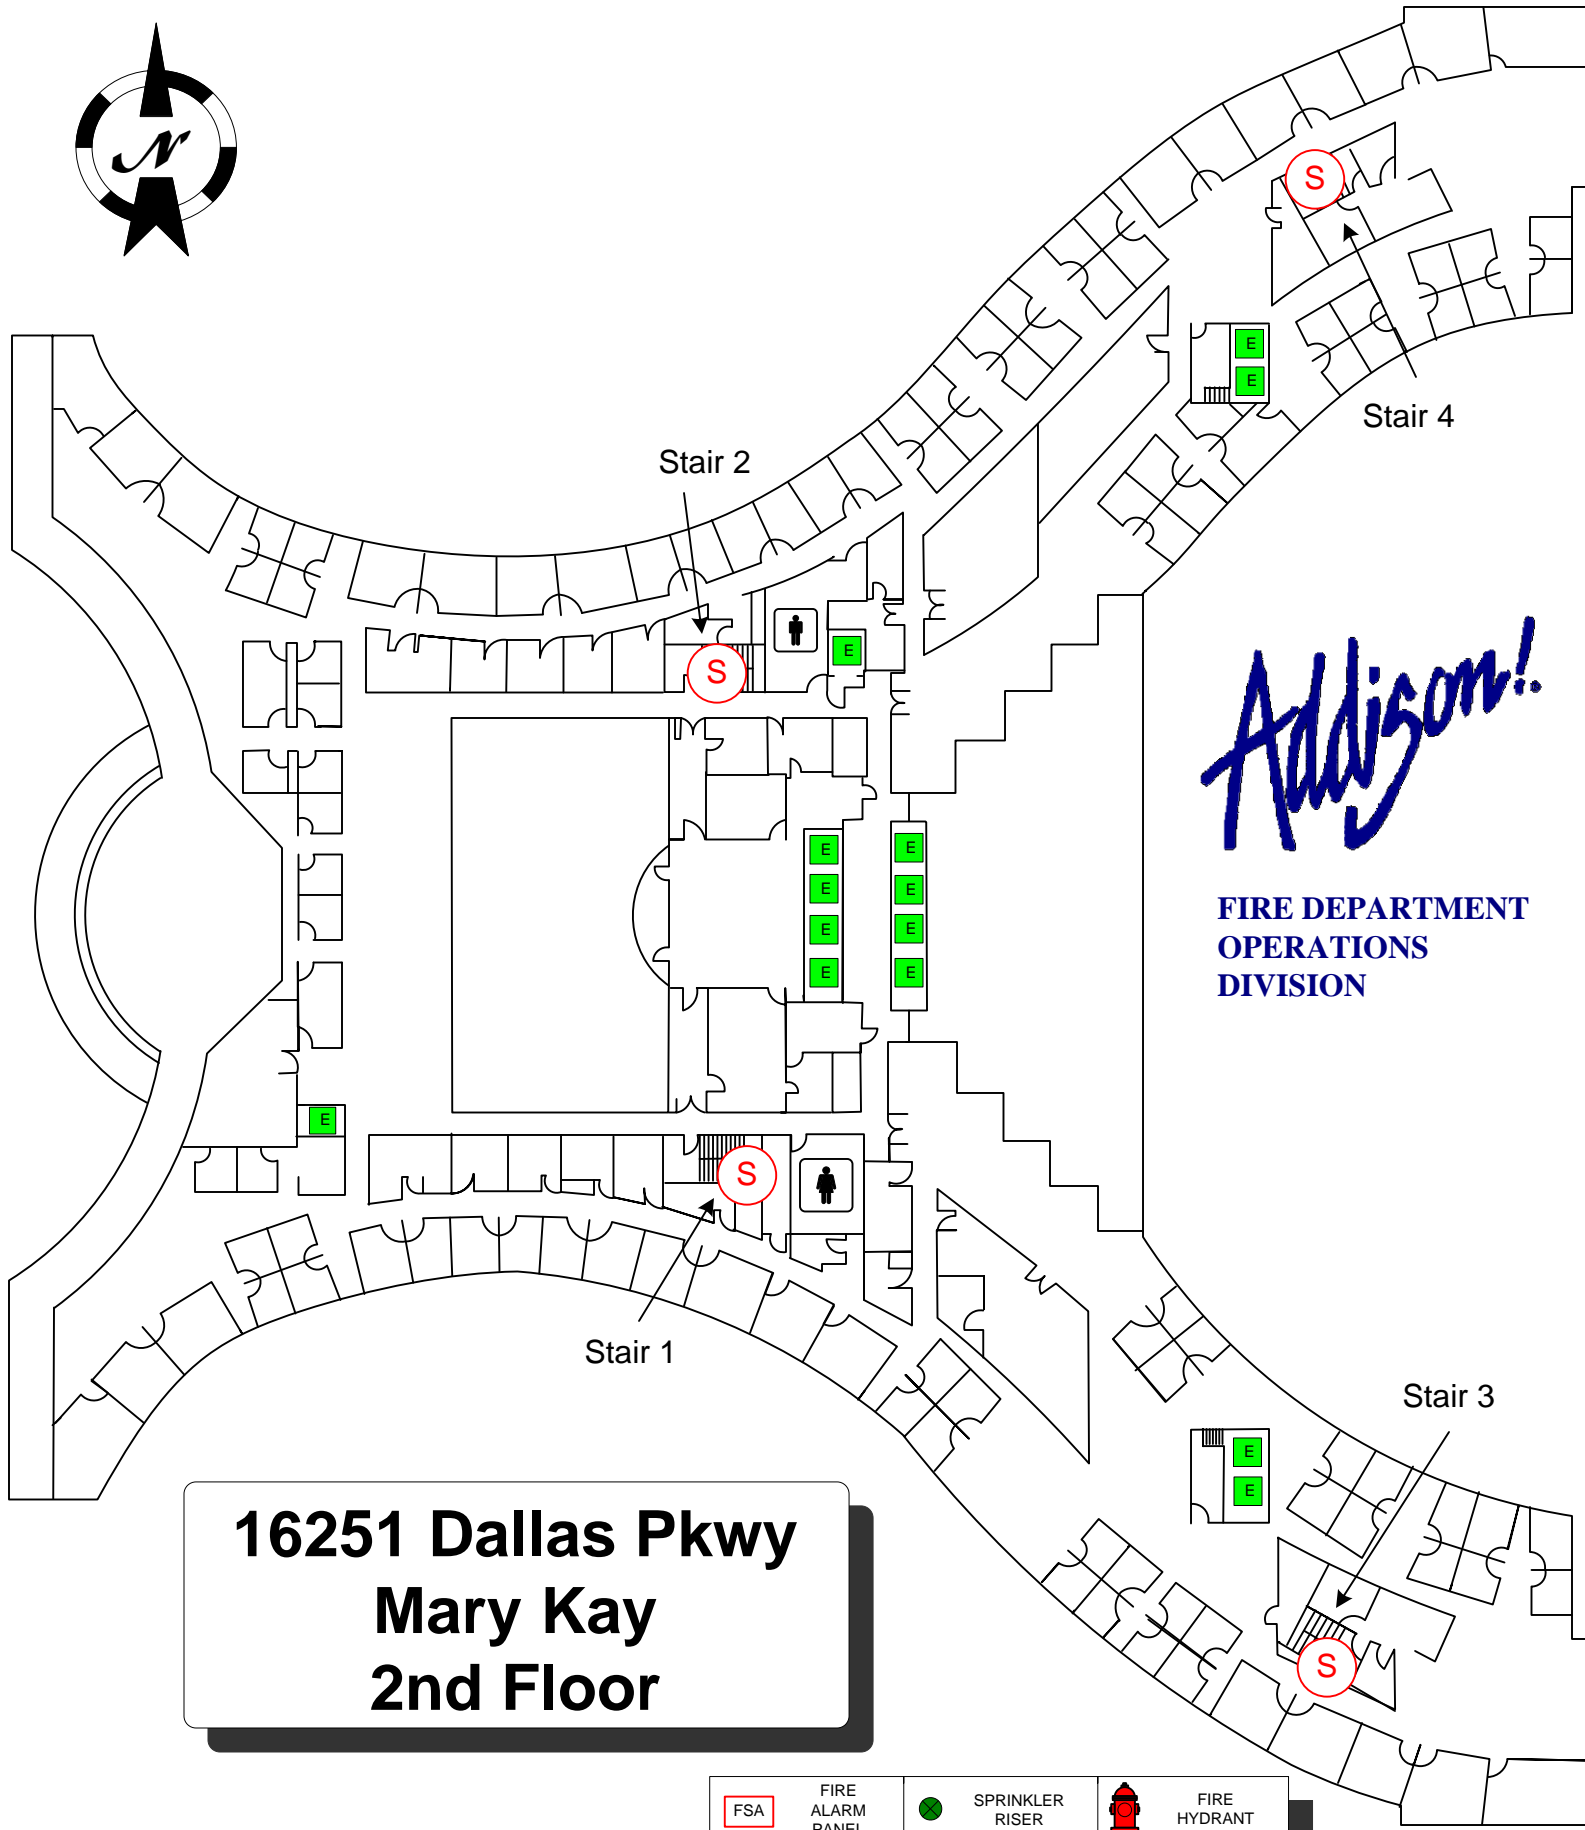 N
S
E
E
Stair 4
Stair 2
E
S
Addison!
E
E
E
E
E
E
E
E
FIRE DEPARTMENT
OPERATIONS
DIVISION
E
S
Stair 1
Stair 3
E
E
S
16251 Dallas Pkwy
Mary Kay
2nd Floor
FSA
FIRE
ALARM
PANEL
SPRINKLER
RISER
FIRE
HYDRANT